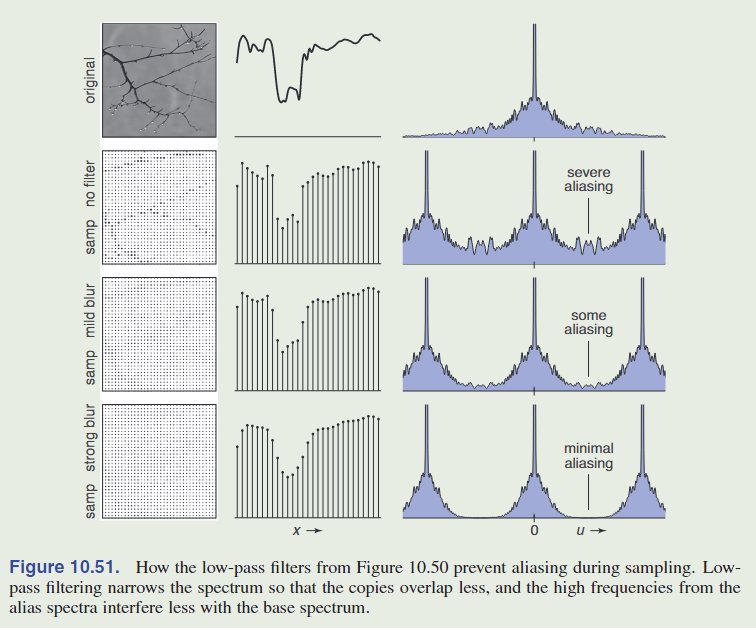 original
samp no filter
severe
aliasing
samp mild blur
some
aliasing
samp strong blur
minimal
aliasing
x →
0
u →
Figure 10.51. How the low-pass filters from Figure 10.50 prevent aliasing during sampling. Low-
pass filtering narrows the spectrum so that the copies overlap less, and the high frequencies from the
alias spectra interfere less with the base spectrum.